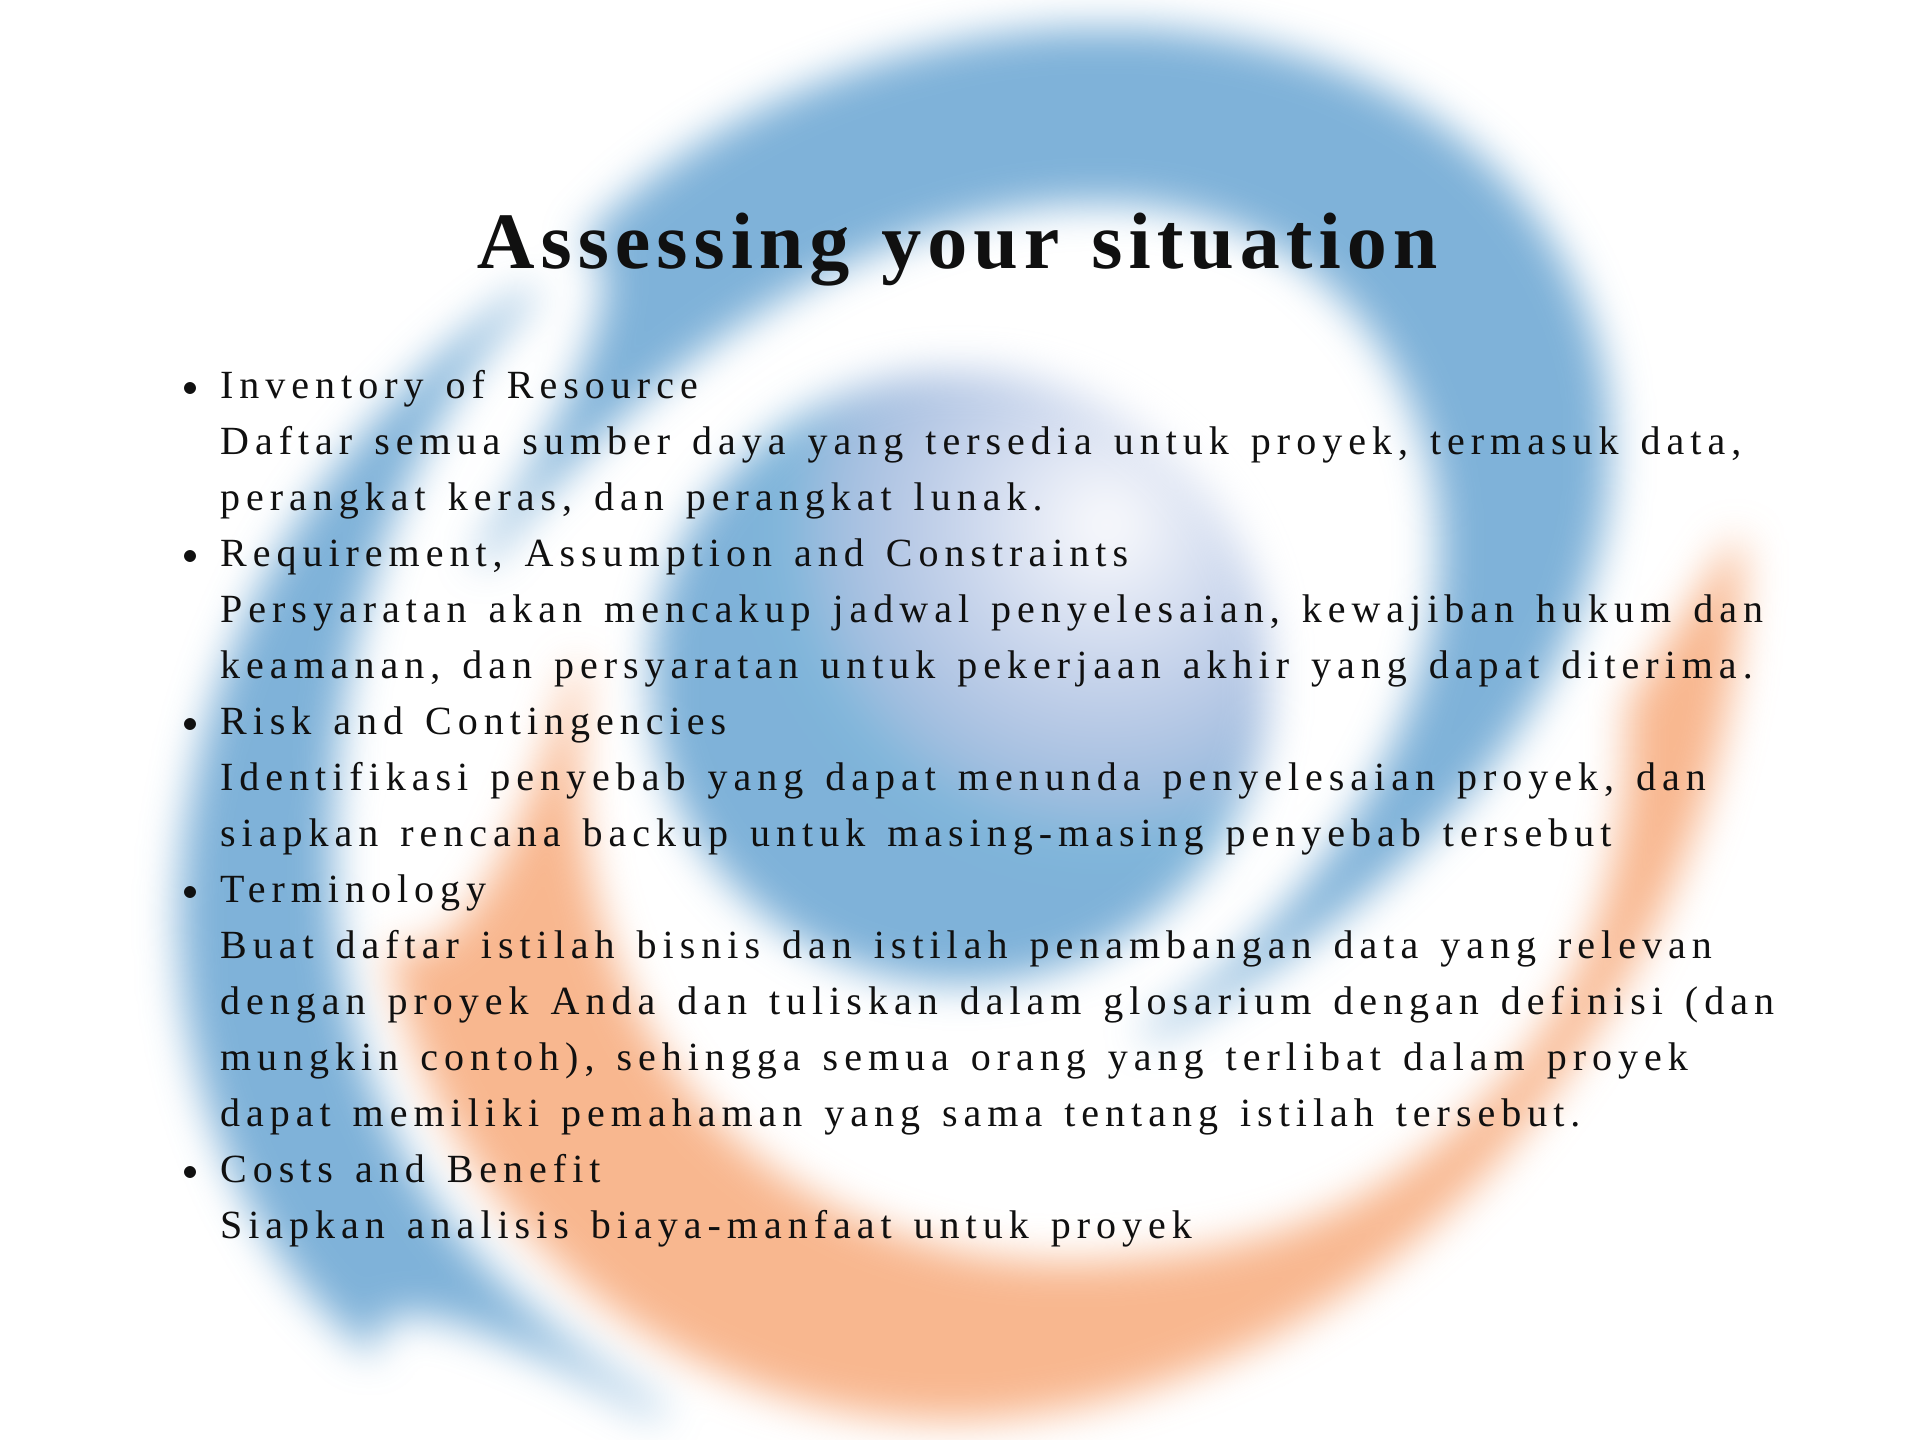 Assessing your situation
• Inventory of Resource
Daftar semua sumber daya yang tersedia untuk proyek, termasuk data,
perangkat keras, dan perangkat lunak.
• Requirement, Assumption and Constraints
Persyaratan akan mencakup jadwal penyelesaian, kewajiban hukum dan
keamanan, dan persyaratan untuk pekerjaan akhir yang dapat diterima.
• Risk and Contingencies
Identifikasi penyebab yang dapat menunda penyelesaian proyek, dan
siapkan rencana backup untuk masing-masing penyebab tersebut
• Terminology
Buat daftar istilah bisnis dan istilah penambangan data yang relevan
dengan proyek Anda dan tuliskan dalam glosarium dengan definisi (dan
mungkin contoh), sehingga semua orang yang terlibat dalam proyek
dapat memiliki pemahaman yang sama tentang istilah tersebut.
• Costs and Benefit
Siapkan analisis biaya-manfaat untuk proyek